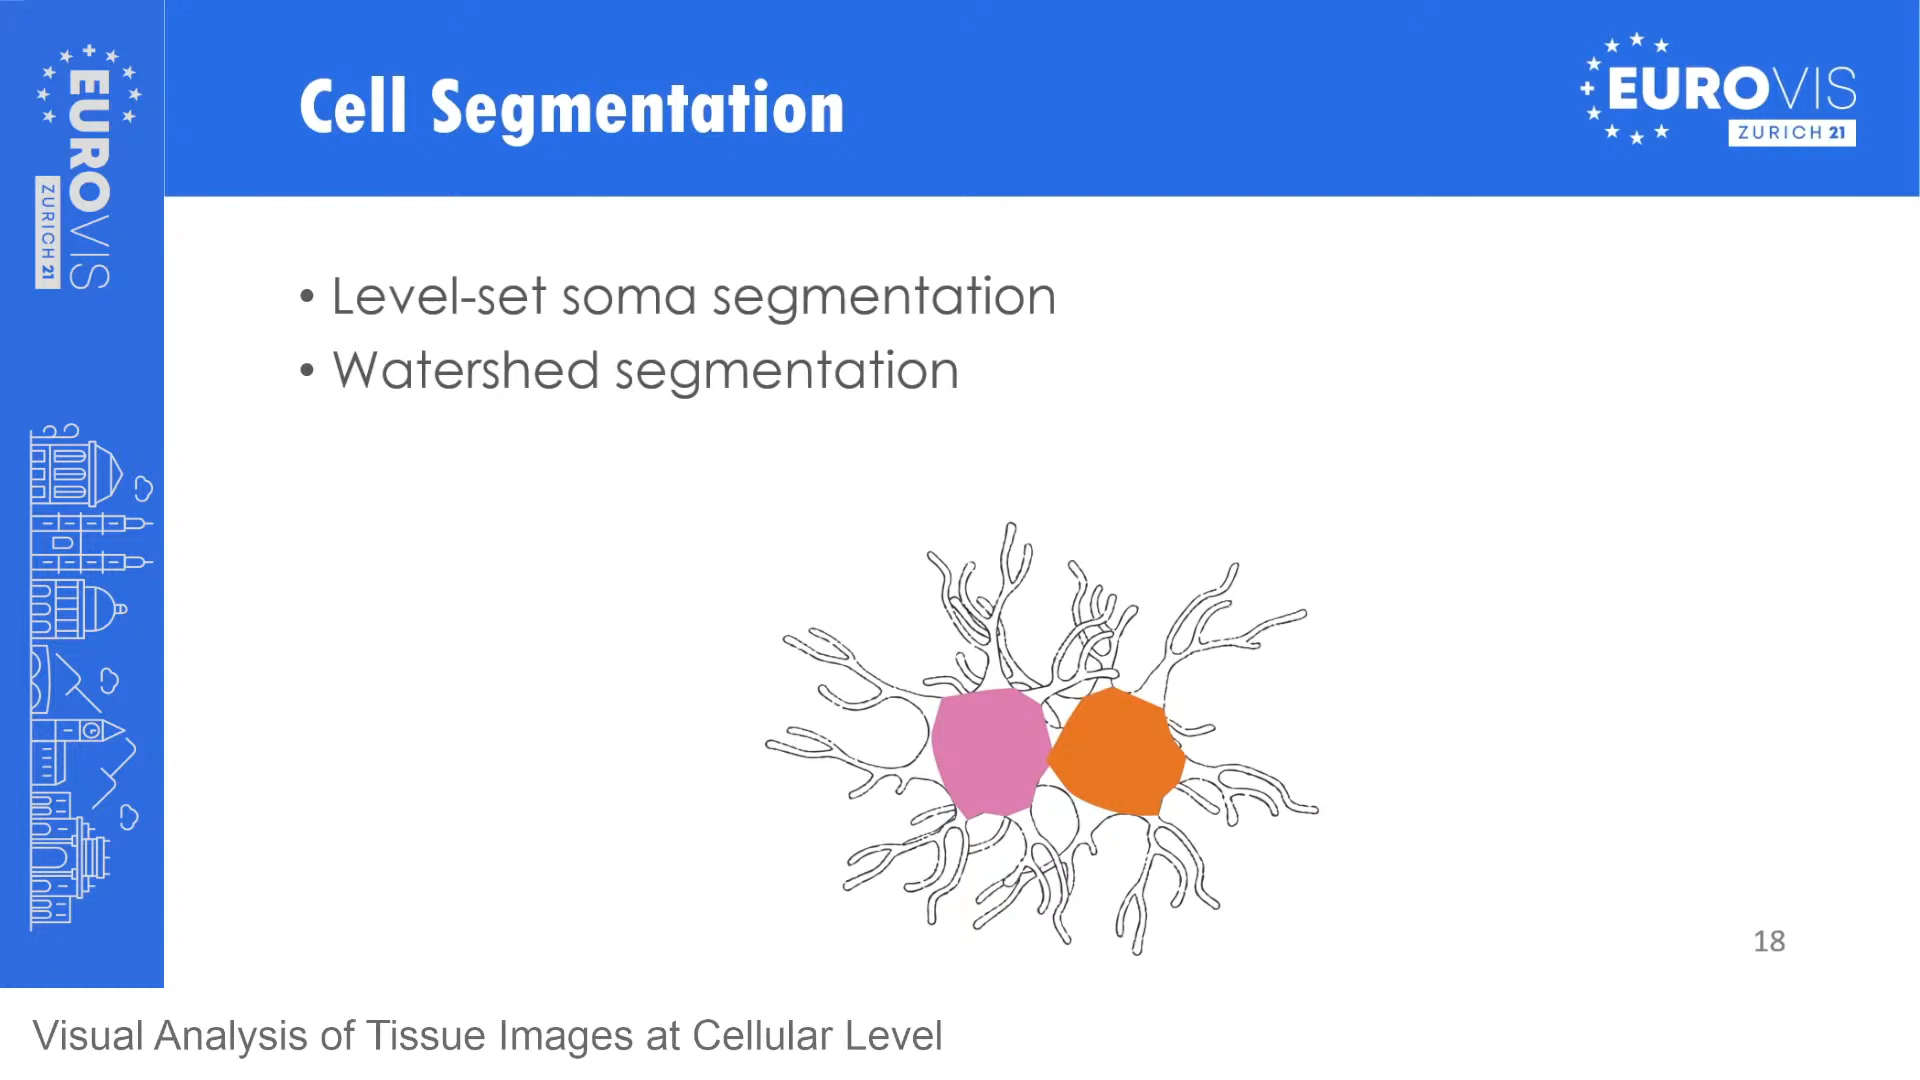 EUROVIS
ZURICH 21
Cell Segmentation
EUROVIS
ZURICH 21
• Level-set soma segmentation
• Watershed segmentation
18
Visual Analysis of Tissue Images at Cellular Level